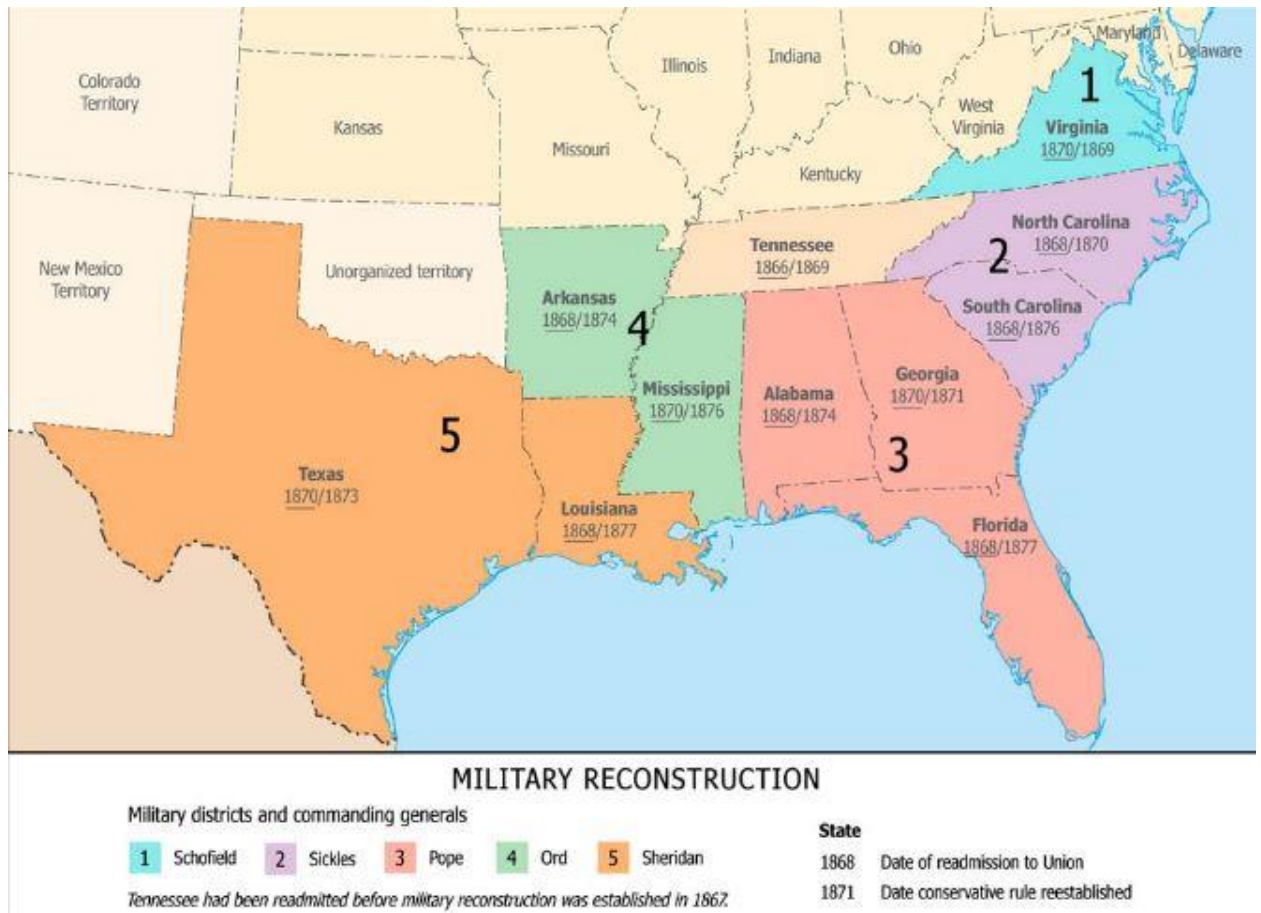 Colorado
Territory
Kansas
Missouri
Illinois
Indiana
Ohio
West
Virginia
Maryland
Delaware
Kentucky
1
Virginia
1870/1869
New Mexico
Territory
Unorganized territory
Arkansas
1868/1874
4
Tennessee
1866/1869
North Carolina
1868/1870
2
South Carolina
1868/1876
Mississippi
1870/1876
Alabama
1868/1874
Georgia
1870/1871
3
5
Texas
1870/1873
Louisiana
1868/1877
Florida
1868/1877
MILITARY RECONSTRUCTION
Military districts and commanding generals
1 Schofield 2 Sickles 3 Pope 4 Ord 5 Sheridan
Tennessee had been readmitted before military reconstruction was established in 1867.
State
1868 Date of readmission to Union
1871 Date conservative rule reestablished